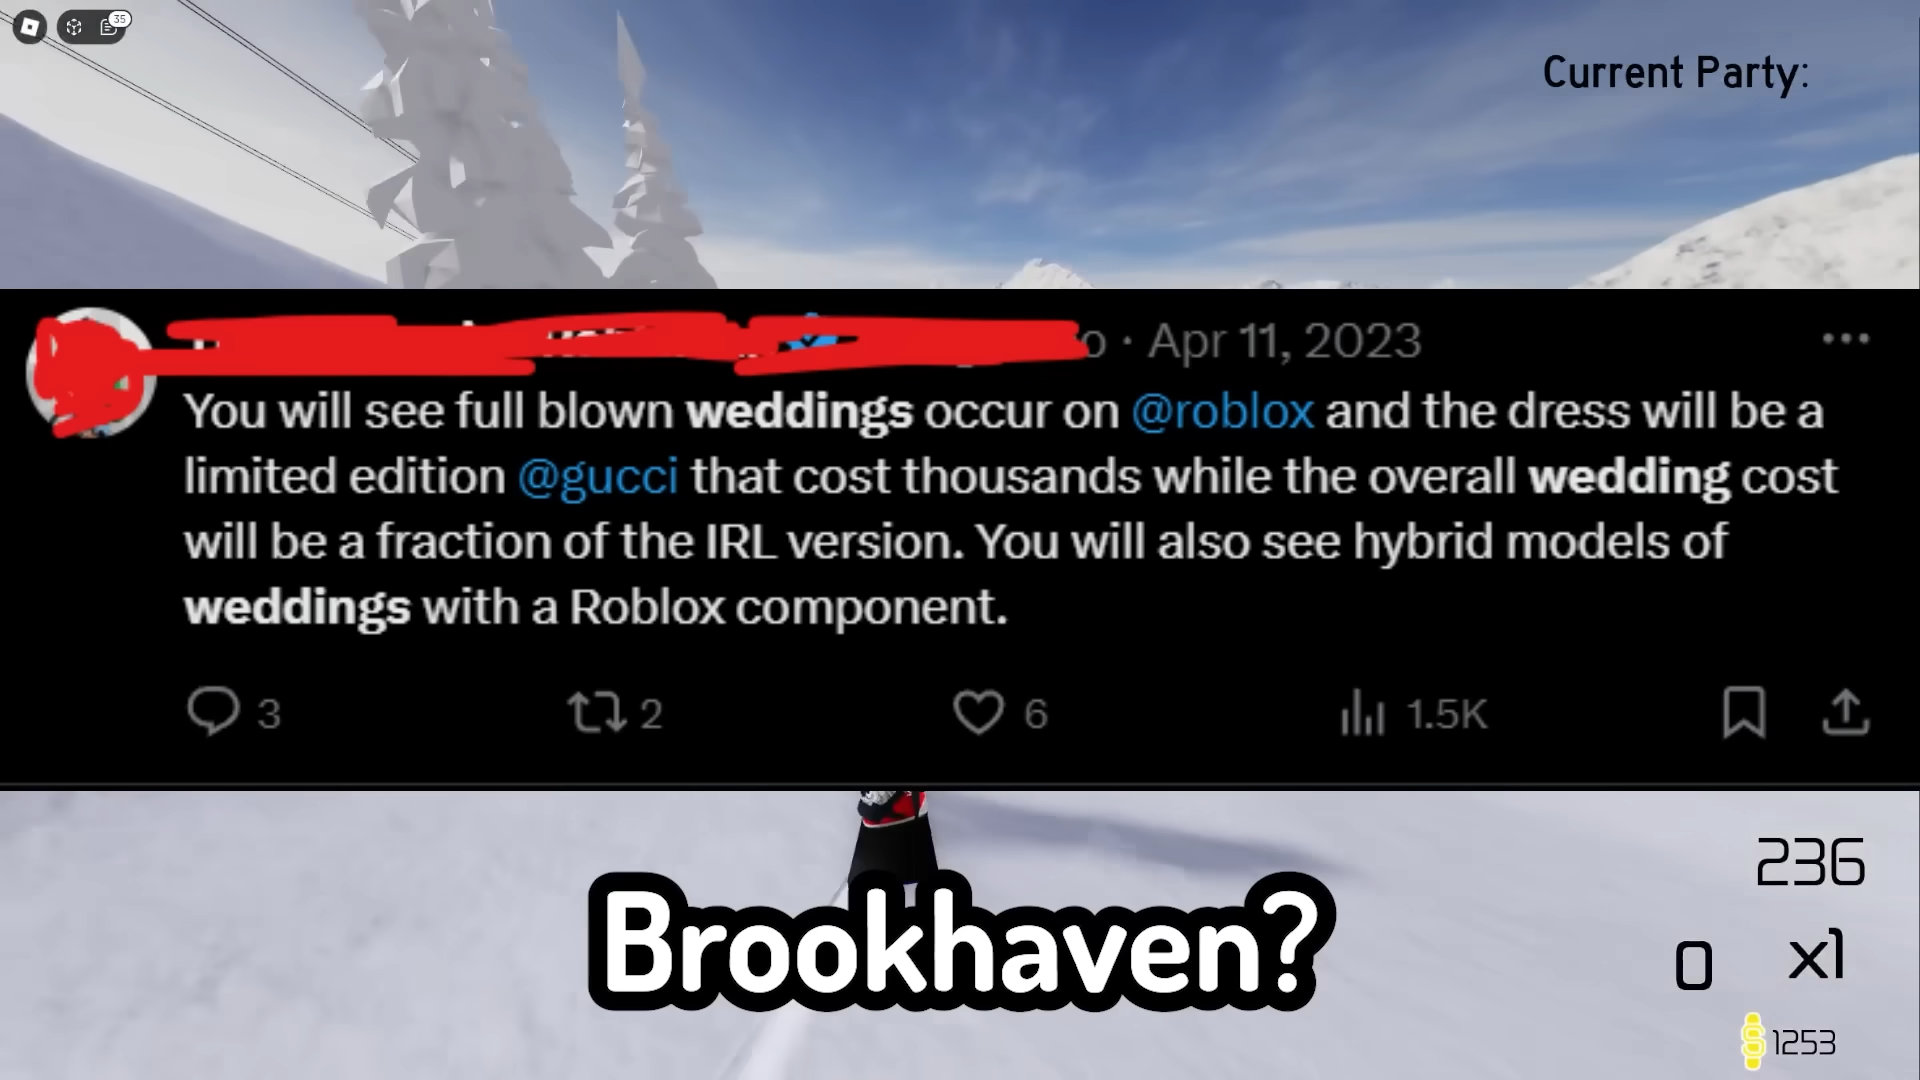 35
Current Party:
o · Apr 11, 2023
You will see full blown weddings occur on @roblox and the dress will be a
limited edition @gucci that cost thousands while the overall wedding cost
will be a fraction of the IRL version. You will also see hybrid models of
weddings with a Roblox component.
3 2 6 1.5K
Brookhaven?
236
0 x1
1253